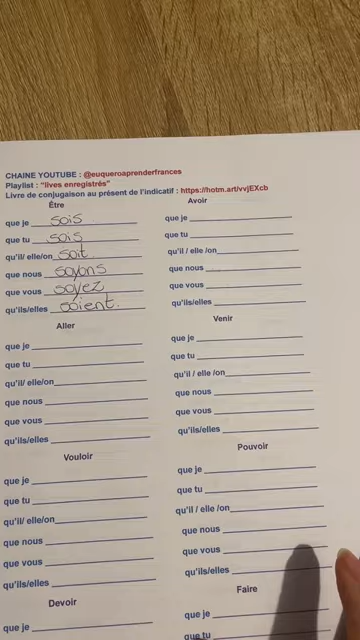 CHAINE YOUTUBE : @euqueroaprenderfrances
Playlist : "lives enregistrés"
Livre de conjugaison au présent de l'indicatif : https://hotm.art/vvjEXcb
Être
que je sois
que tu sois
qu'il/ elle/on soit
que nous soyons
que vous soyez
qu'ils/elles soient.
Avoir
que je
que tu
qu'il / elle /on
que nous
que vous
qu'ils/elles
Aller
que je
que tu
qu'il/ elle/on
que nous
que vous
qu'ils/elles
Venir
que je
que tu
qu'il / elle /on
que nous
que vous
qu'ils/elles
Vouloir
que je
que tu
qu'il/ elle/on
que nous
que vous
qu'ils/elles
Pouvoir
que je
que tu
qu'il / elle /on
que nous
que vous
qu'ils/elles
Devoir
que je
Faire
que je
que tu